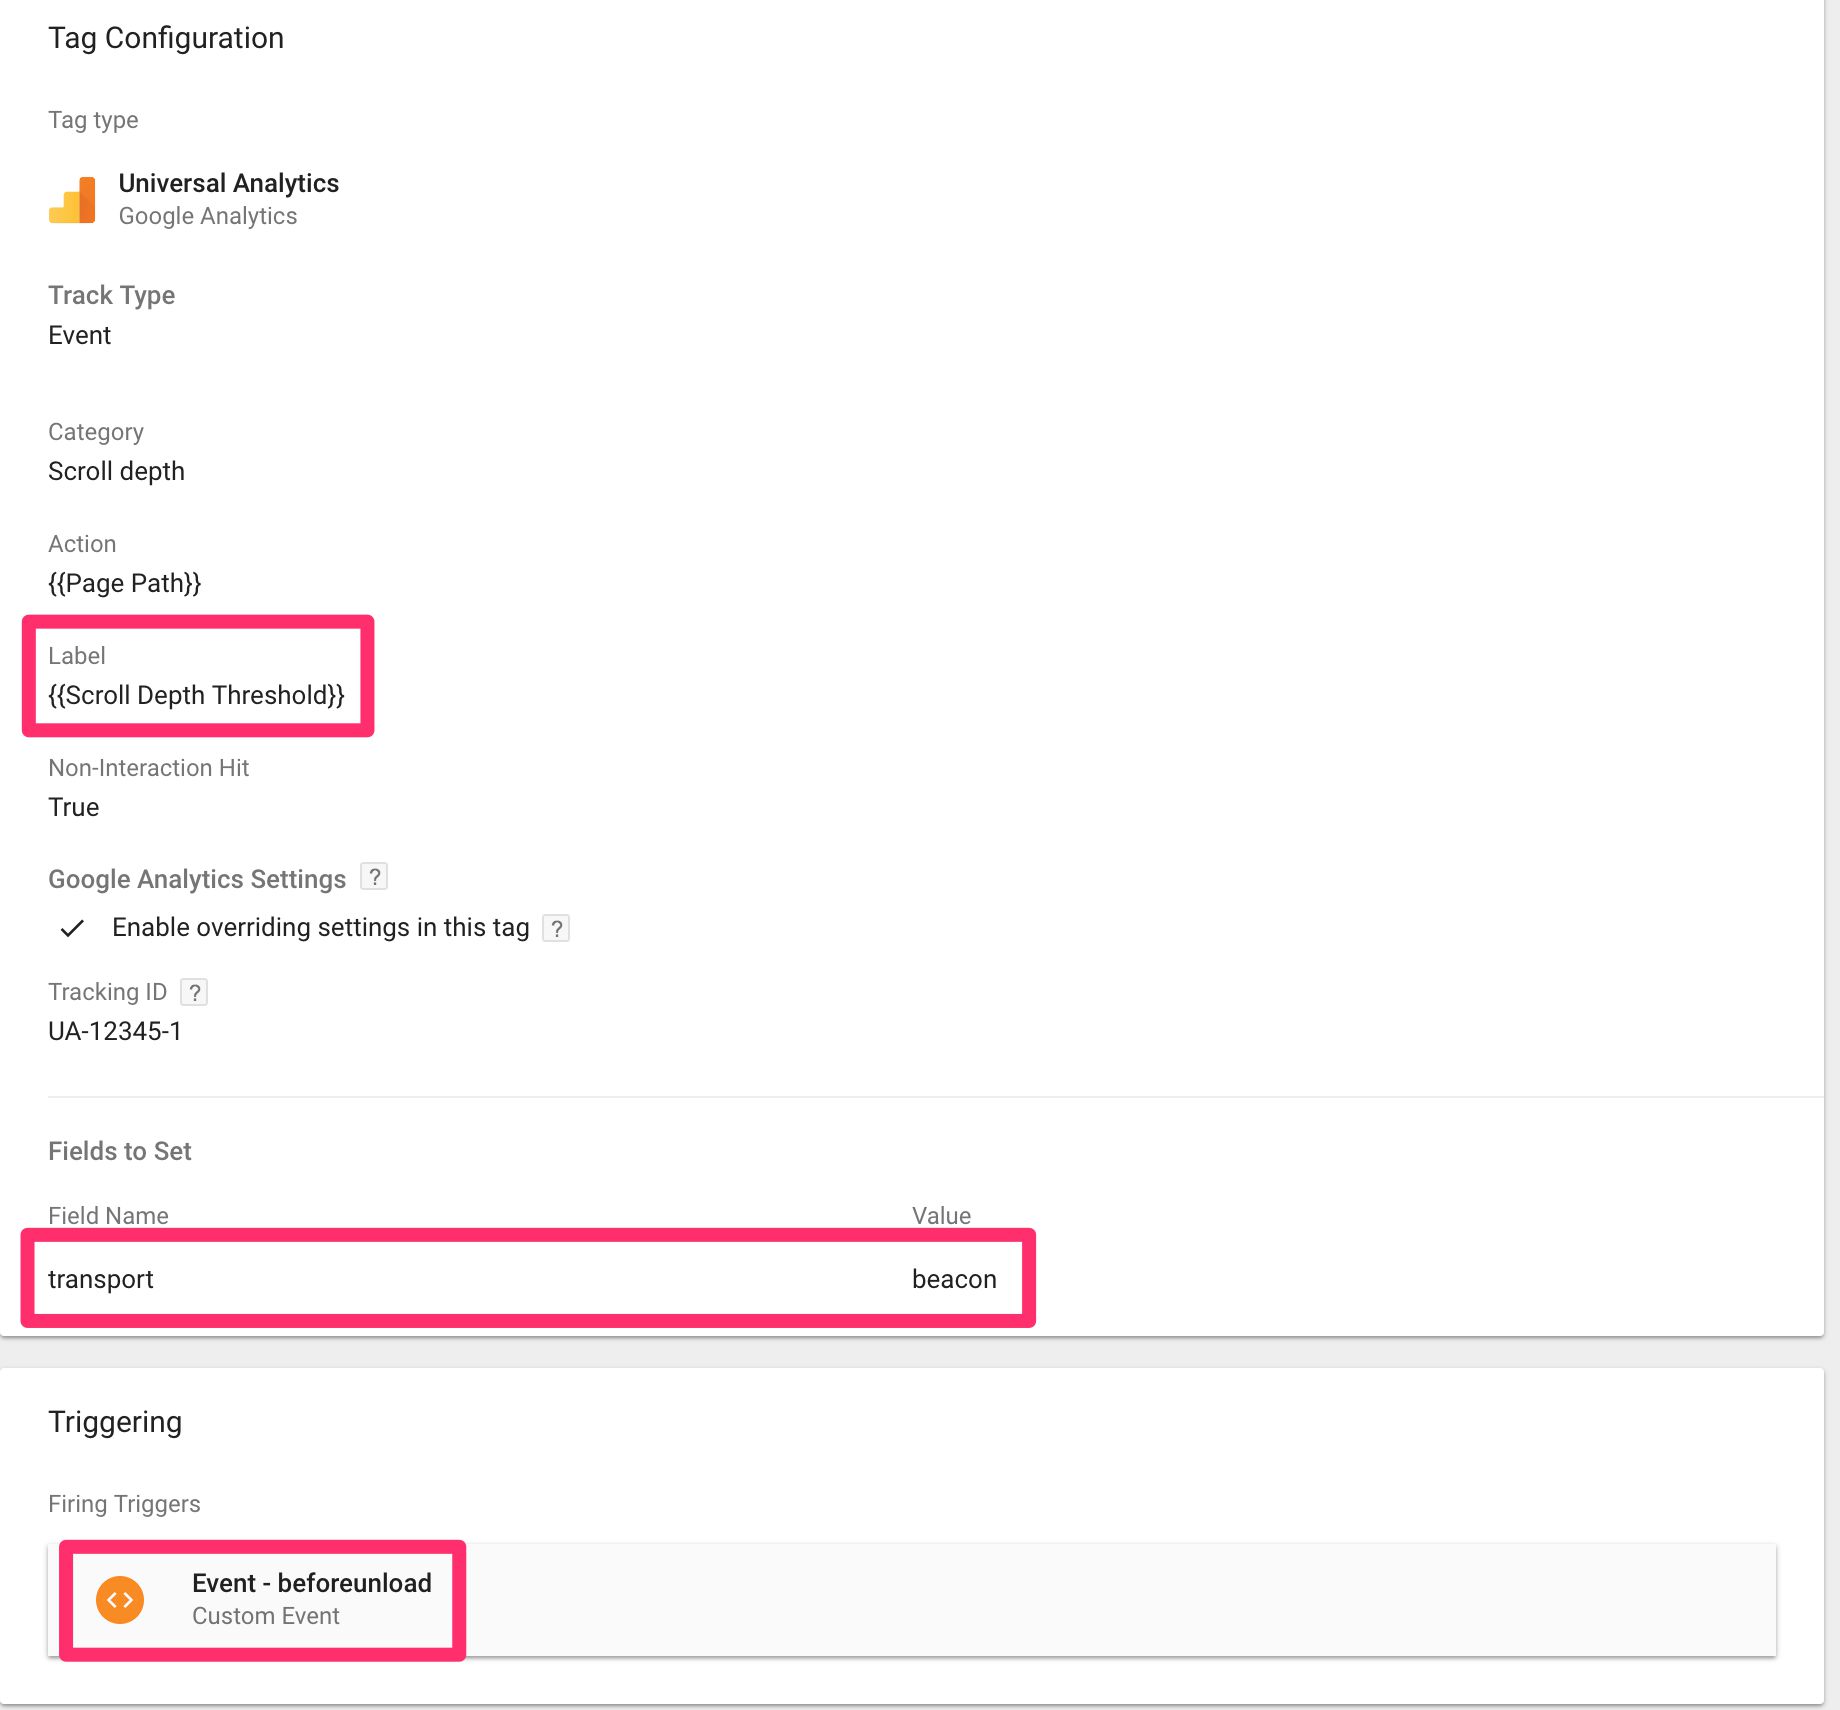 Tag Configuration
Tag type
Universal Analytics
Google Analytics
Track Type
Event
Category
Scroll depth
Action
{{Page Path}}
Label
{{Scroll Depth Threshold}}
Non-Interaction Hit
True
Google Analytics Settings ?
Enable overriding settings in this tag ?
Tracking ID ?
UA-12345-1
Fields to Set
Field Name Value
transport beacon
Triggering
Firing Triggers
Event - beforeunload
Custom Event